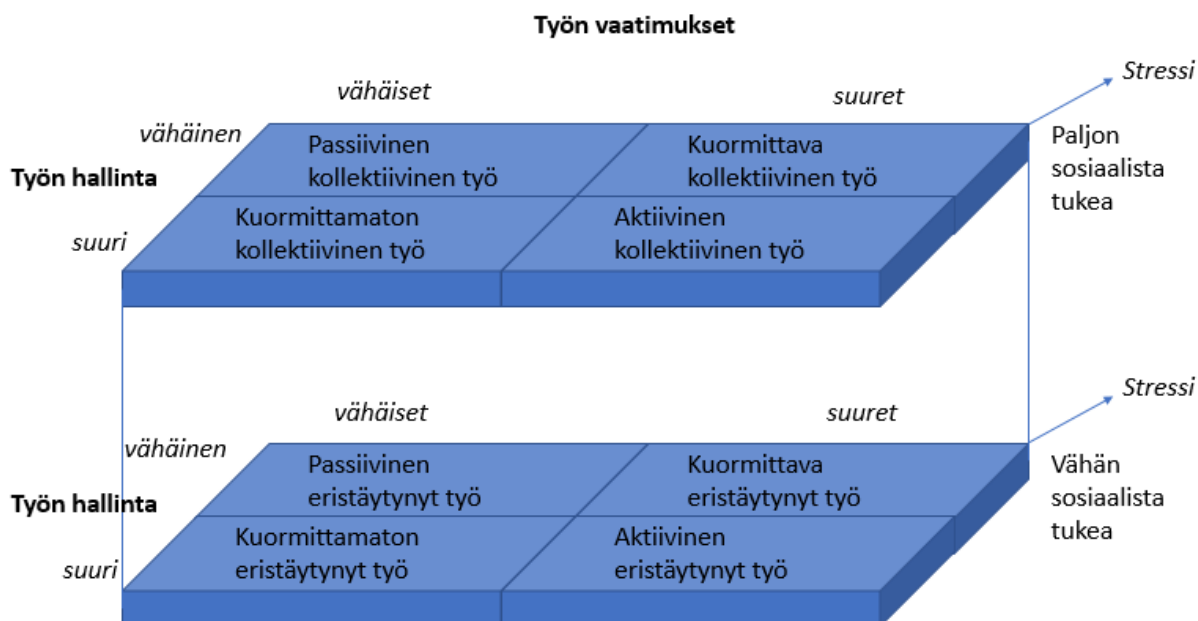 Työn vaatimukset
Stressi
vähäiset
suuret
vähäinen
Passiivinen
kollektiivinen työ
Kuormittava
kollektiivinen työ
Paljon
sosiaalista
tukea
Työn hallinta
suuri
Kuormittamaton
kollektiivinen työ
Aktiivinen
kollektiivinen työ
Stressi
vähäiset
suuret
vähäinen
Passiivinen
eristäytynyt työ
Kuormittava
eristäytynyt työ
Vähän
sosiaalista
tukea
Työn hallinta
suuri
Kuormittamaton
eristäytynyt työ
Aktiivinen
eristäytynyt työ